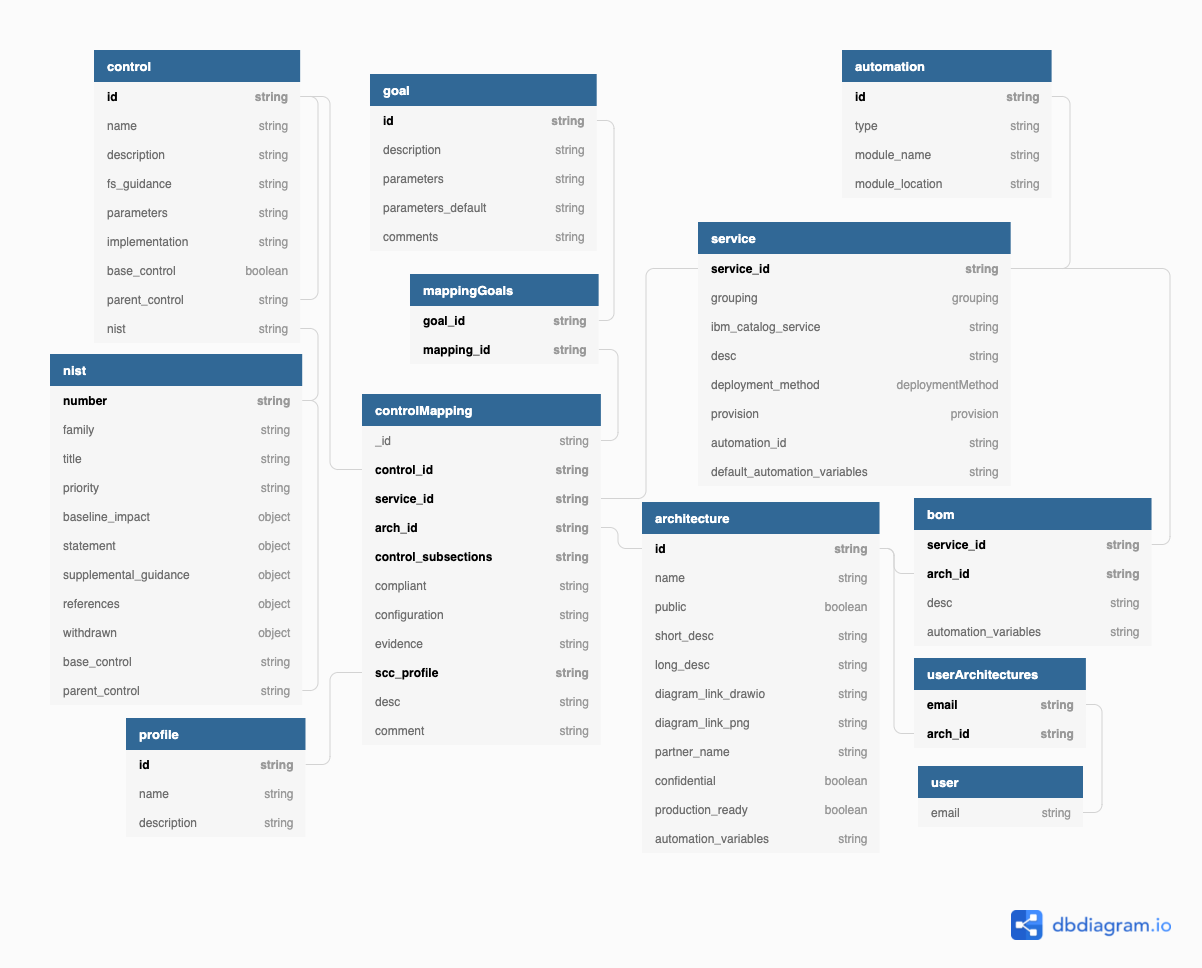 control
id string
name string
description string
fs_guidance string
parameters string
implementation string
base_control boolean
parent_control string
nist string
nist
number string
family string
title string
priority string
baseline_impact object
statement object
supplemental_guidance object
references object
withdrawn object
base_control string
parent_control string
profile
id string
name string
description string
goal
id string
description string
parameters string
parameters_default string
comments string
mappingGoals
goal_id string
mapping_id string
controlMapping
_id string
control_id string
service_id string
arch_id string
control_subsections string
compliant string
configuration string
evidence string
scc_profile string
desc string
comment string
automation
id string
type string
module_name string
module_location string
service
service_id string
grouping grouping
ibm_catalog_service string
desc string
deployment_method deploymentMethod
provision provision
automation_id string
default_automation_variables string
architecture
id string
name string
public boolean
short_desc string
long_desc string
diagram_link_drawio string
diagram_link_png string
partner_name string
confidential boolean
production_ready boolean
automation_variables string
bom
service_id string
arch_id string
desc string
automation_variables string
userArchitectures
email string
arch_id string
user
email string
dbdiagram.io